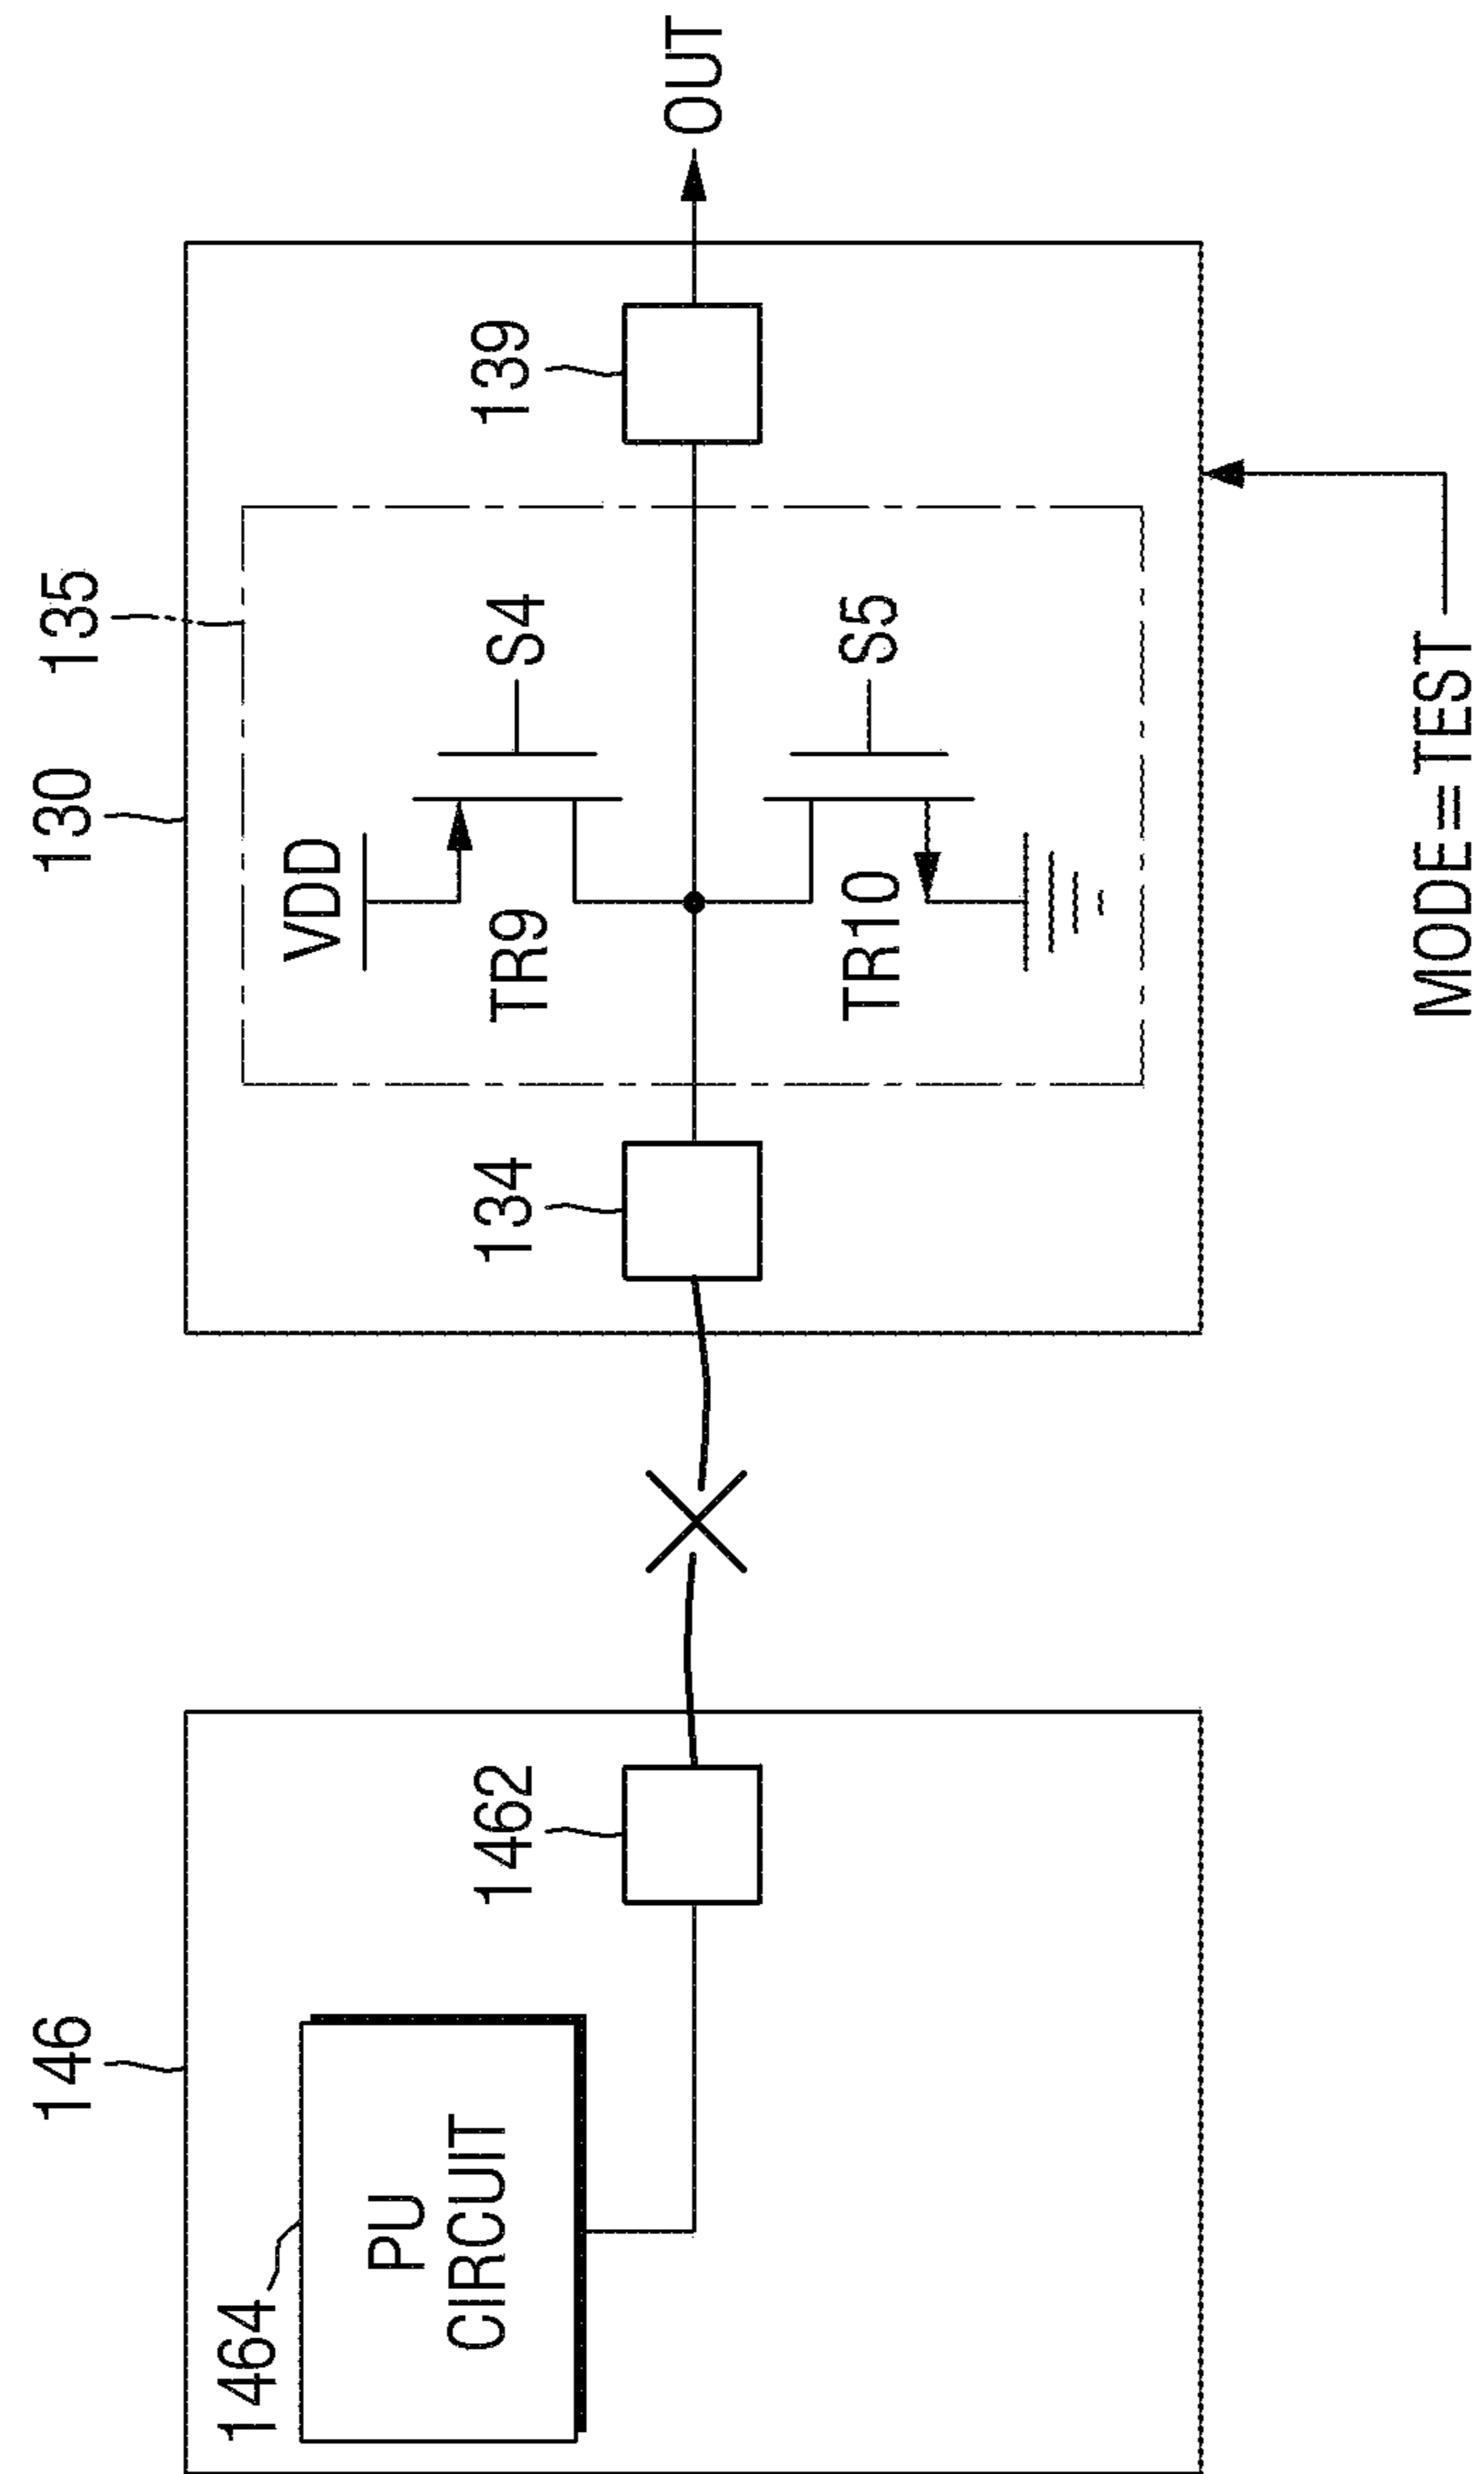 146
1464
PU
CIRCUIT
1462
130
135
134
VDD
TR9
S4
TR10
S5
139
OUT
MODE=TEST